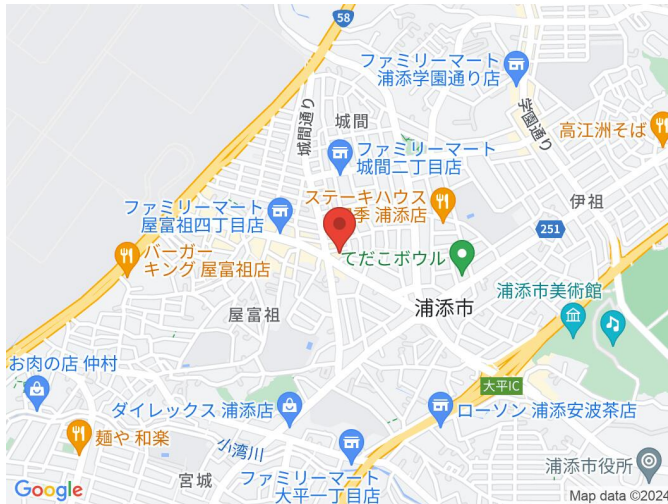 58
ファミリーマート
浦添学園通り店
城間通り
城間
学園通り
高江洲そば
ファミリーマート
城間二丁目店
ステーキハウス
季 浦添店
伊祖
251
ファミリーマート
屋富祖四丁目店
てだこボウル
バーガー
キング 屋富祖店
浦添市美術館
屋富祖
浦添市
お肉の店 仲村
大平IC
ダイレックス 浦添店
ローソン 浦添安波茶店
麺や 和楽
小湾川
宮城
ファミリーマート
大平一丁目店
浦添市役所
Google
Map data ©2024